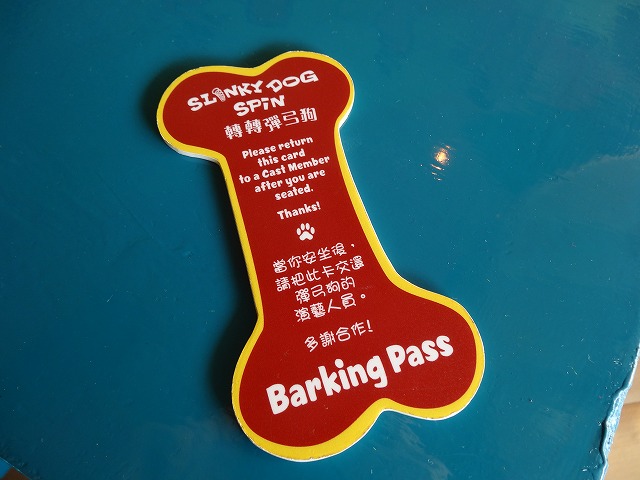 SLINKY DOG
SPIN
轉轉彈弓狗
Please return
this card
to a Cast Member
after you are
seated.
Thanks!
當你安坐後，
請把此卡交還
彈弓狗的
演藝人員。
多謝合作！
Barking Pass